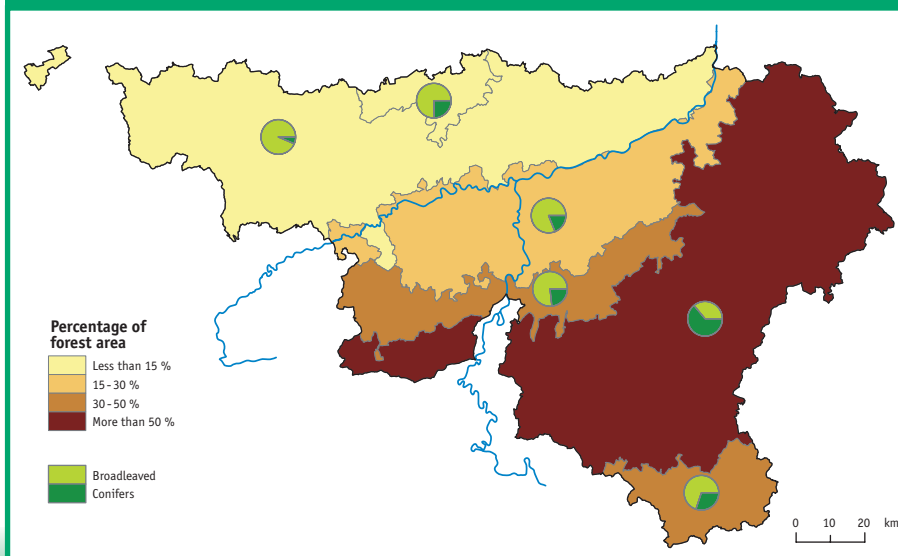 Percentage of
forest area
Less than 15 %
15 - 30 %
30 - 50 %
More than 50 %
Broadleaved
Conifers
0 10 20 km